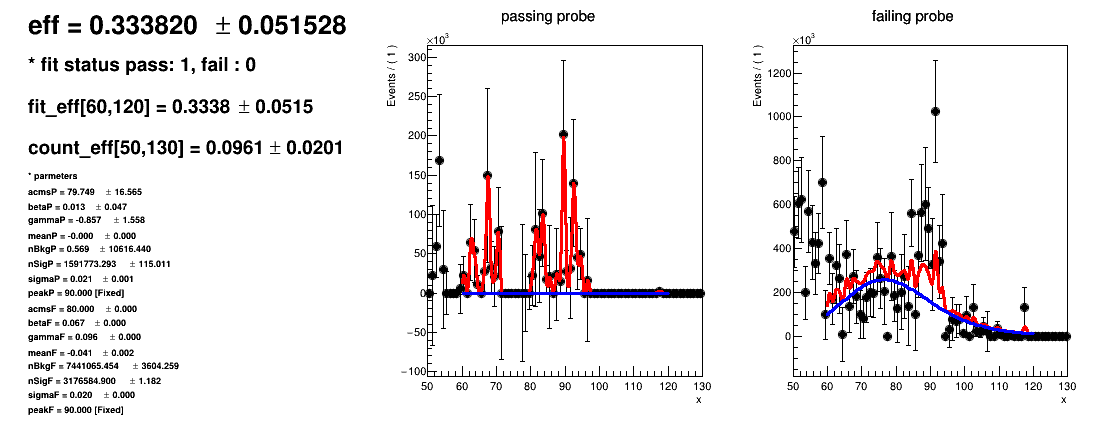 eff = 0.333820 ± 0.051528
* fit status pass: 1, fail : 0
fit_eff[60,120] = 0.3338 ± 0.0515
count_eff[50,130] = 0.0961 ± 0.0201
* parmeters
acmsP = 79.749 ± 16.565
betaP = 0.013 ± 0.047
gammaP = -0.857 ± 1.558
meanP = -0.000 ± 0.000
nBkgP = 0.569 ± 10616.440
nSigP = 1591773.293 ± 115.011
sigmaP = 0.021 ± 0.001
peakP = 90.000 [Fixed]
acmsF = 80.000 ± 0.000
betaF = 0.067 ± 0.000
gammaF = 0.096 ± 0.000
meanF = -0.041 ± 0.002
nBkgF = 7441065.454 ± 3604.259
nSigF = 3176584.900 ± 1.182
sigmaF = 0.020 ± 0.000
peakF = 90.000 [Fixed]
passing probe
×10³
Events / ( 1 )
300
250
200
150
100
50
0
−50
−100
50 60 70 80 90 100 110 120 130
x
failing probe
×10³
Events / ( 1 )
1200
1000
800
600
400
200
0
50 60 70 80 90 100 110 120 130
x